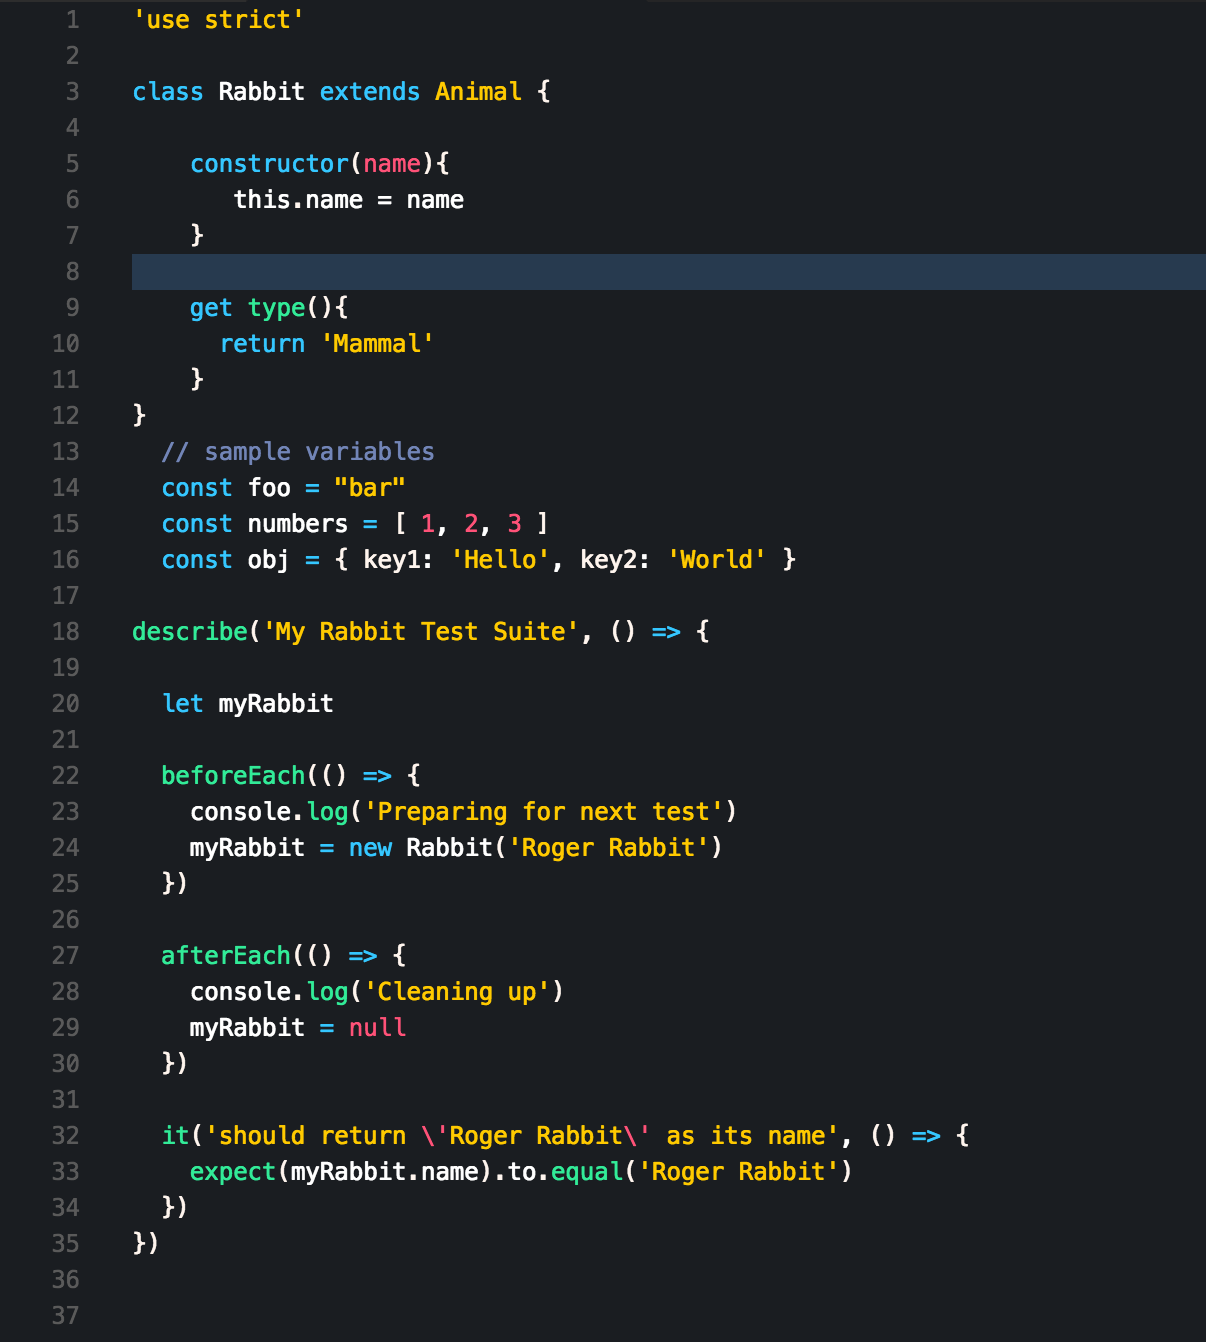 1 'use strict'
2
3 class Rabbit extends Animal {
4
5     constructor(name){
6        this.name = name
7     }
8
9     get type(){
10       return 'Mammal'
11     }
12 }
13   // sample variables
14   const foo = "bar"
15   const numbers = [ 1, 2, 3 ]
16   const obj = { key1: 'Hello', key2: 'World' }
17
18 describe('My Rabbit Test Suite', () => {
19
20   let myRabbit
21
22   beforeEach(() => {
23     console.log('Preparing for next test')
24     myRabbit = new Rabbit('Roger Rabbit')
25   })
26
27   afterEach(() => {
28     console.log('Cleaning up')
29     myRabbit = null
30   })
31
32   it('should return \'Roger Rabbit\' as its name', () => {
33     expect(myRabbit.name).to.equal('Roger Rabbit')
34   })
35 })
36
37